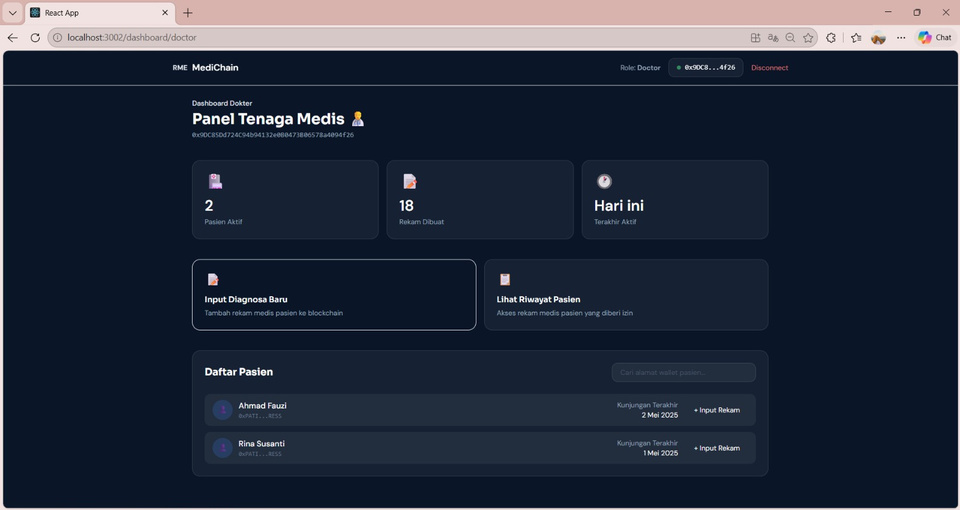 React App
localhost:3002/dashboard/doctor
Chat
RME MediChain
Role: Doctor
0x9DC8...4f26
Disconnect
Dashboard Dokter
Panel Tenaga Medis
0x9DC85Dd724C94b94132e0B0473B06578a4094f26
2
Pasien Aktif
18
Rekam Dibuat
Hari ini
Terakhir Aktif
Input Diagnosa Baru
Tambah rekam medis pasien ke blockchain
Lihat Riwayat Pasien
Akses rekam medis pasien yang diberi izin
Daftar Pasien
Cari alamat wallet pasien...
Ahmad Fauzi
0xPATI...RESS
Kunjungan Terakhir
2 Mei 2025
+ Input Rekam
Rina Susanti
0xPATI...RESS
Kunjungan Terakhir
1 Mei 2025
+ Input Rekam